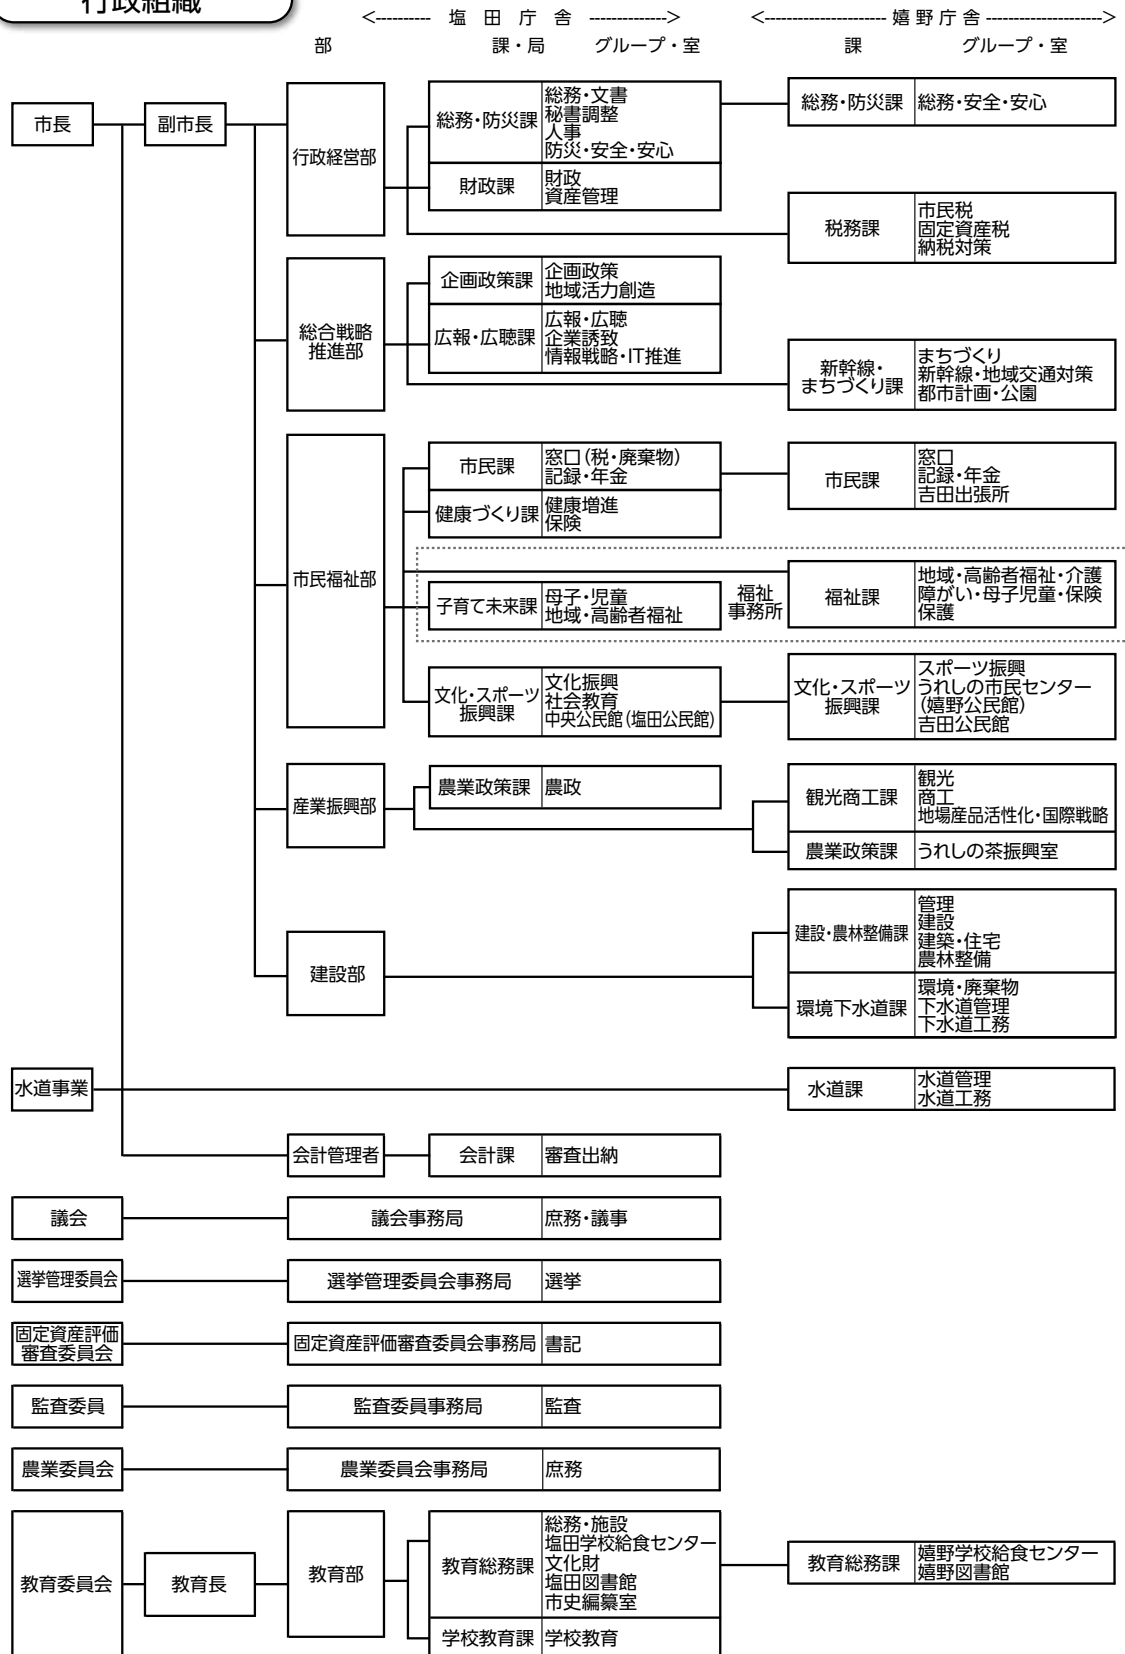 行政組織
<---------- 塩 田 庁 舎 -------------->
<---------------------- 嬉 野 庁 舎 --------------------->
部
課・局
グループ・室
課
グループ・室
市長
副市長
行政経営部
総務・防災課
総務・文書
秘書調整
人事
防災・安全・安心
総務・防災課
総務・安全・安心
財政課
財政
資産管理
税務課
市民税
固定資産税
納税対策
総合戦略
推進部
企画政策課
企画政策
地域活力創造
広報・広聴課
広報・広聴
企業誘致
情報戦略・IT推進
新幹線・
まちづくり課
まちづくり
新幹線・地域交通対策
都市計画・公園
市民福祉部
市民課
窓口(税・廃棄物)
記録・年金
市民課
窓口
記録・年金
吉田出張所
健康づくり課
健康増進
保険
子育て未来課
母子・児童
地域・高齢者福祉
福祉
事務所
福祉課
地域・高齢者福祉・介護
障がい・母子児童・保険
保護
文化・スポーツ
振興課
文化振興
社会教育
中央公民館(塩田公民館)
文化・スポーツ
振興課
スポーツ振興
うれしの市民センター
(嬉野公民館)
吉田公民館
産業振興部
農業政策課
農政
観光商工課
観光
商工
地場産品活性化・国際戦略
農業政策課
うれしの茶振興室
建設部
建設・農林整備課
管理
建設
建築・住宅
農林整備
環境下水道課
環境・廃棄物
下水道管理
下水道工務
水道事業
水道課
水道管理
水道工務
会計管理者
会計課
審査出納
議会
議会事務局
庶務・議事
選挙管理委員会
選挙管理委員会事務局
選挙
固定資産評価
審査委員会
固定資産評価審査委員会事務局
書記
監査委員
監査委員事務局
監査
農業委員会
農業委員会事務局
庶務
教育委員会
教育長
教育部
教育総務課
総務・施設
塩田学校給食センター
文化財
塩田図書館
市史編纂室
教育総務課
嬉野学校給食センター
嬉野図書館
学校教育課
学校教育